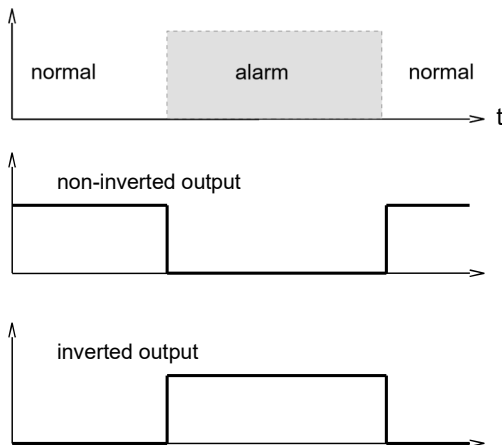 normal alarm normal
t
non-inverted output
inverted output